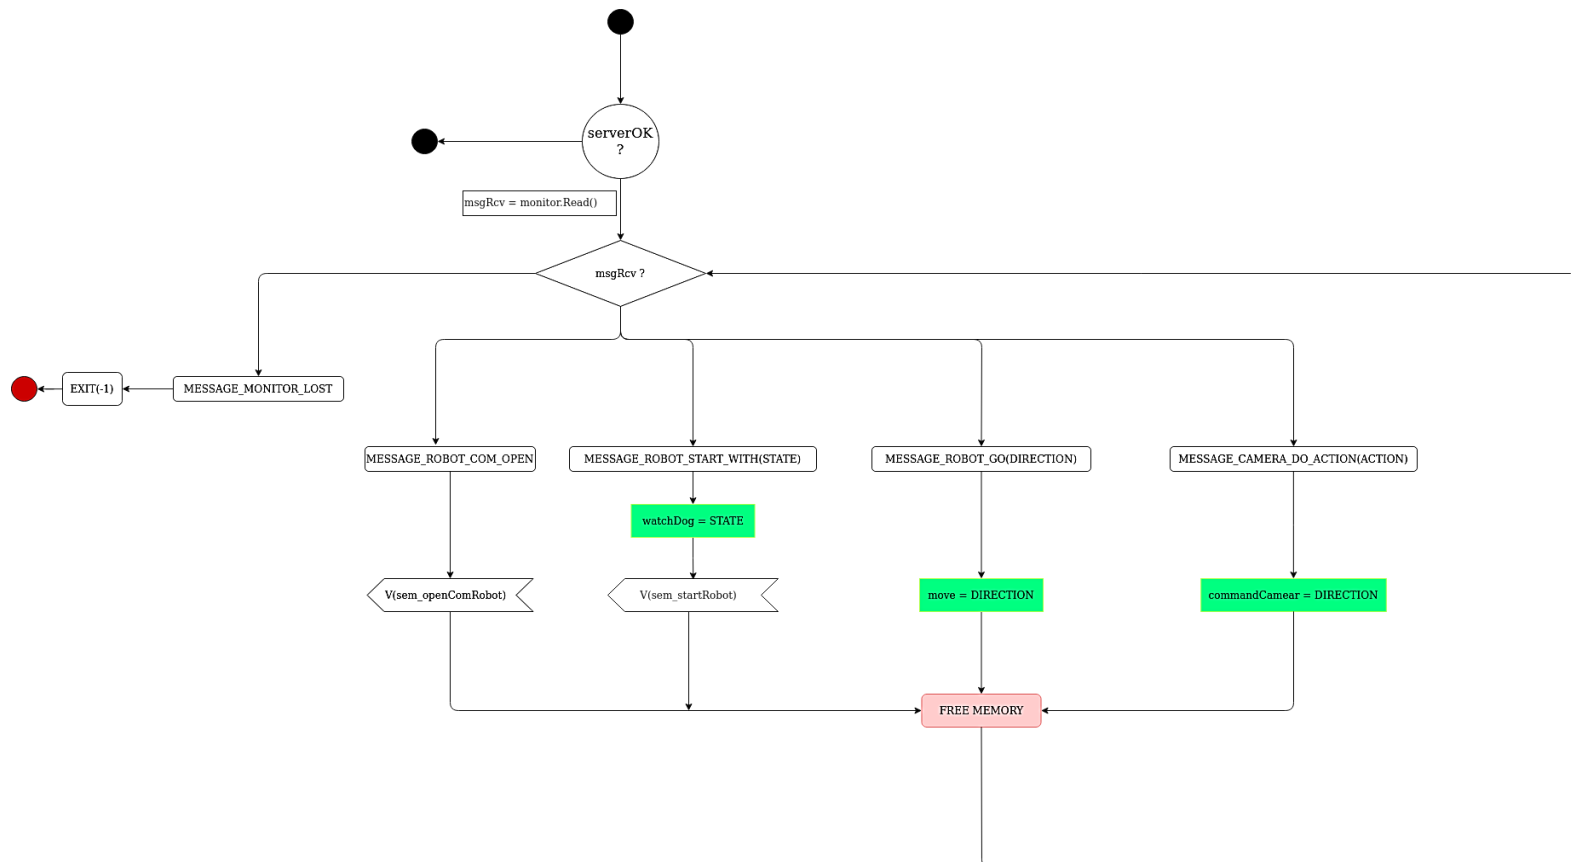 serverOK
?
msgRcv = monitor.Read()
msgRcv ?
EXIT(-1)
MESSAGE_MONITOR_LOST
MESSAGE_ROBOT_COM_OPEN
MESSAGE_ROBOT_START_WITH(STATE)
MESSAGE_ROBOT_GO(DIRECTION)
MESSAGE_CAMERA_DO_ACTION(ACTION)
watchDog = STATE
V(sem_openComRobot)
V(sem_startRobot)
move = DIRECTION
commandCamear = DIRECTION
FREE MEMORY